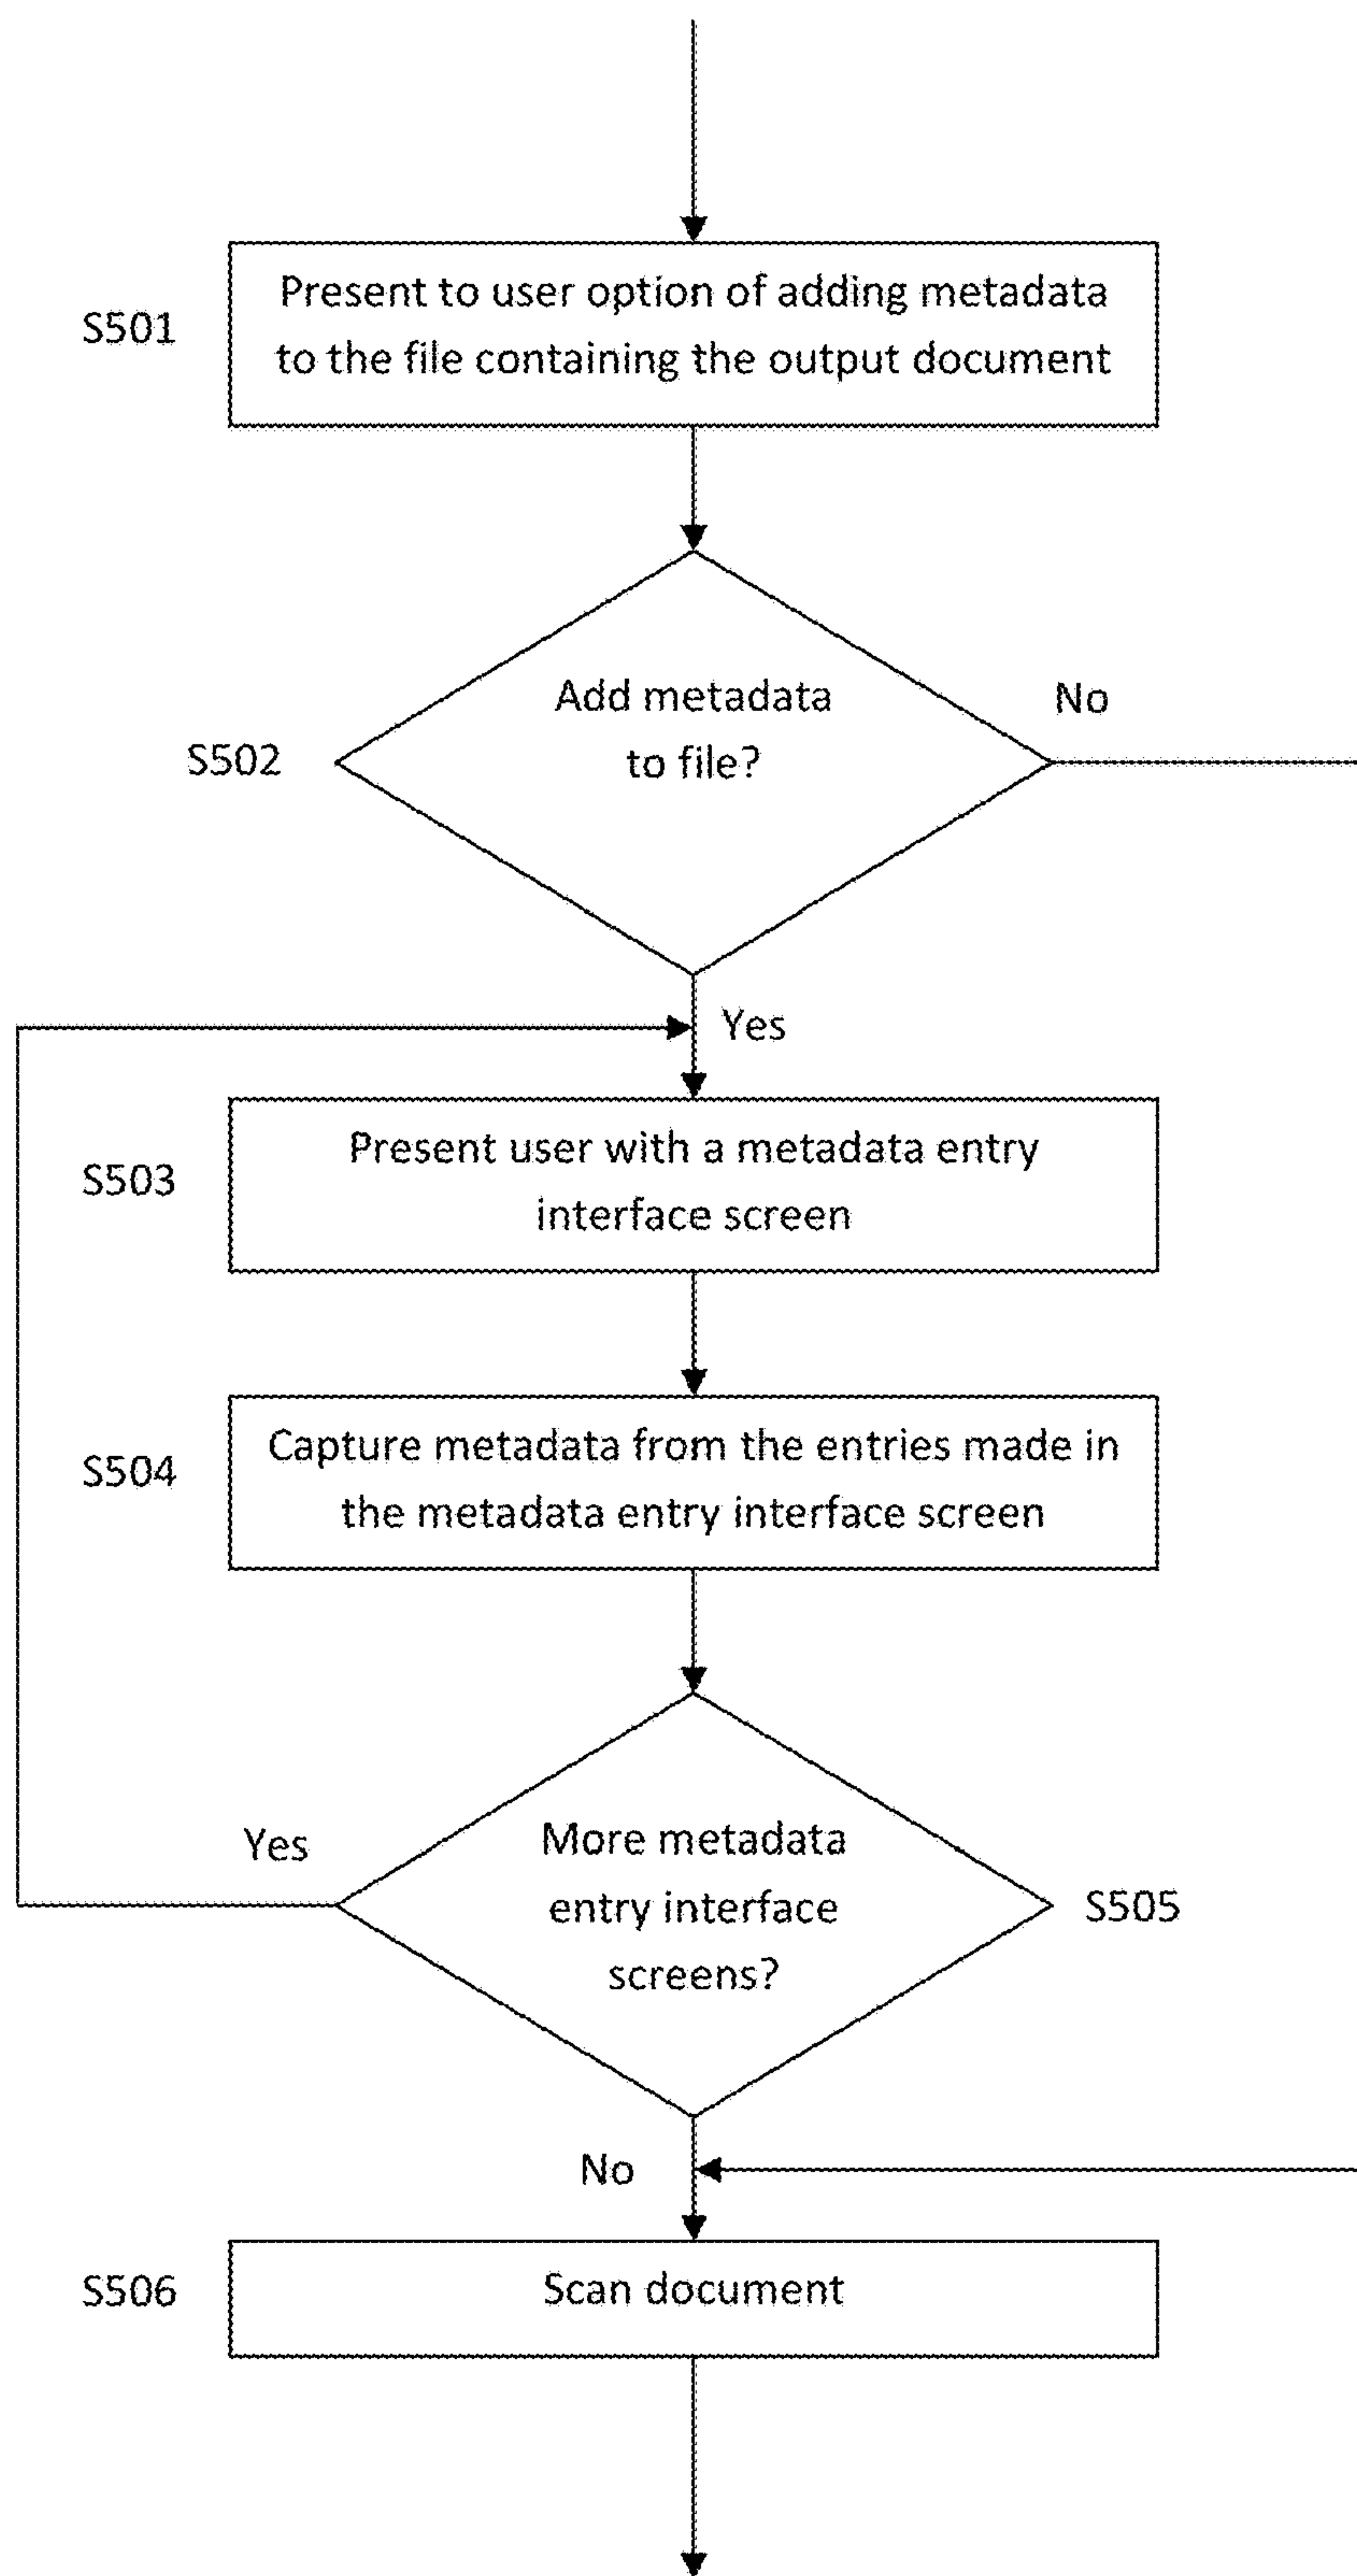 Present to user option of adding metadata
S501
to the file containing the output document
Add metadata
No
S502
to file?
Yes
Present user with a metadata entry
S503
interface screen
Capture metadata from the entries made in
S504
the metadata entry interface screen
More metadata
Yes
entry interface
S505
screens?
No
S506
Scan document